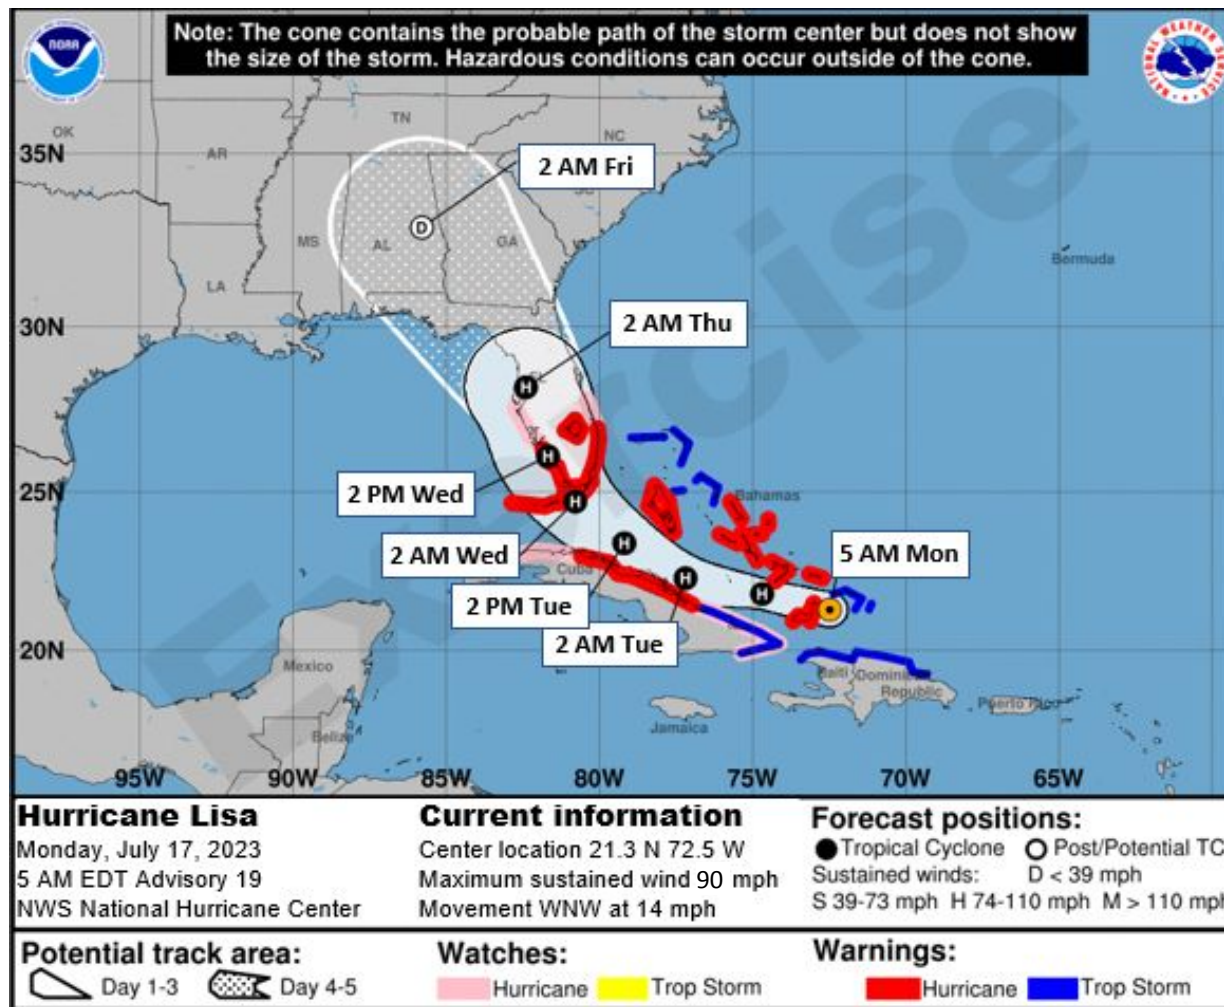 Note: The cone contains the probable path of the storm center but does not show
the size of the storm. Hazardous conditions can occur outside of the cone.
NOAA
NATIONAL WEATHER SERVICE
OK
TN
NC
AR
35N
2 AM Fri
SC
MS
AL
GA
D
LA
Bermuda
30N
2 AM Thu
H
H
2 PM Wed
25N
H
Bahamas
2 AM Wed
H
5 AM Mon
Cuba
2 PM Tue
H
H
2 AM Tue
20N
Mexico
Haiti
Dominican
Republic
Puerto Rico
Jamaica
Belize
Exercise
95W 90W 85W 80W 75W 70W 65W
Hurricane Lisa
Monday, July 17, 2023
5 AM EDT Advisory 19
NWS National Hurricane Center
Current information
Center location 21.3 N 72.5 W
Maximum sustained wind 90 mph
Movement WNW at 14 mph
Forecast positions:
Tropical Cyclone Post/Potential TC
Sustained winds: D < 39 mph
S 39-73 mph H 74-110 mph M > 110 mph
Potential track area:
Day 1-3 Day 4-5
Watches:
Hurricane Trop Storm
Warnings:
Hurricane Trop Storm